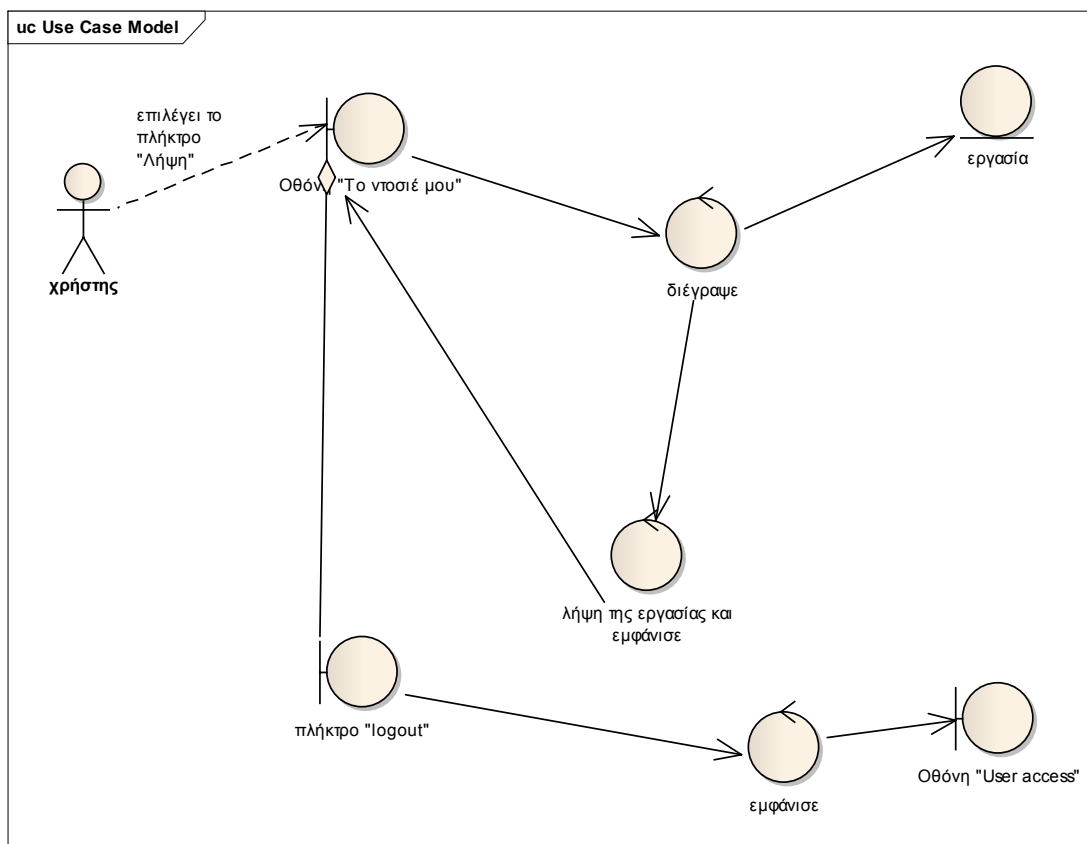 uc Use Case Model
επιλέγει το
πλήκτρο
"Λήψη"
χρήστης
Οθόνη "Το ντοσιέ μου"
διέγραψε
εργασία
λήψη της εργασίας και
εμφάνισε
πλήκτρο "logout"
εμφάνισε
Οθόνη "User access"